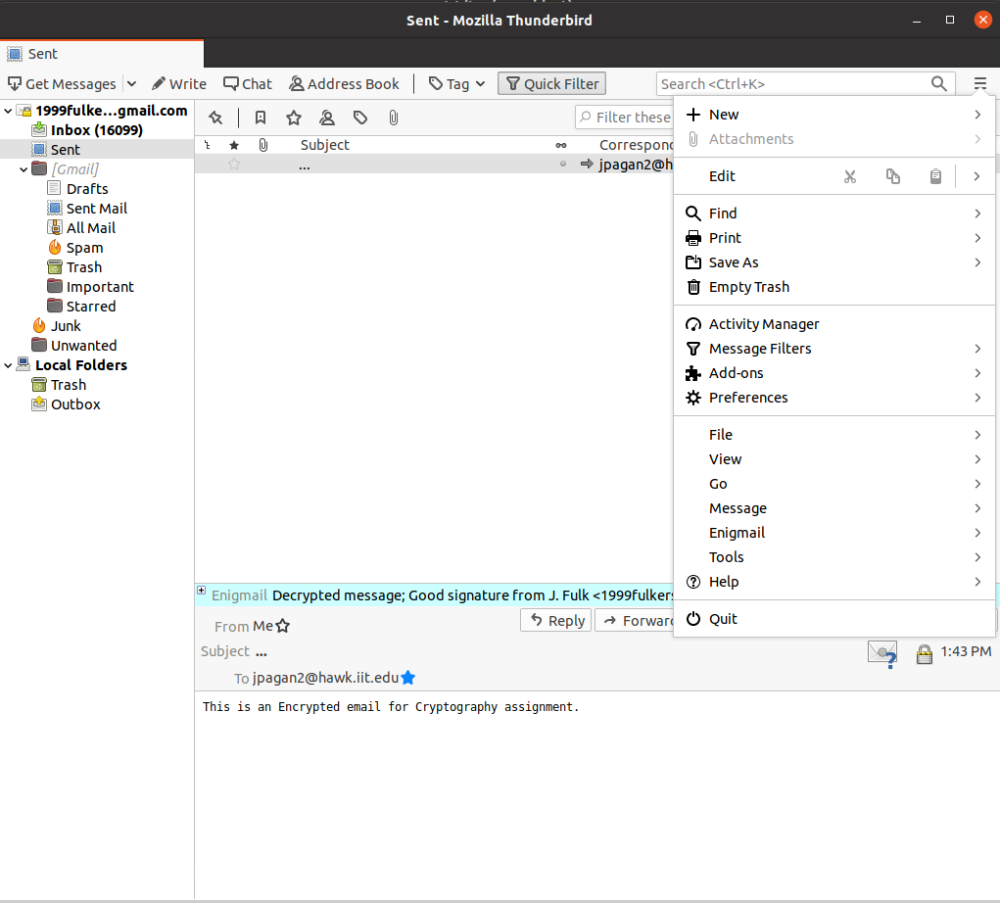 Sent - Mozilla Thunderbird
Sent
Get Messages Write Chat Address Book Tag Quick Filter Search <Ctrl+K>
1999fulke...gmail.com
Inbox (16099)
Sent
[Gmail]
Drafts
Sent Mail
All Mail
Spam
Trash
Important
Starred
Junk
Unwanted
Local Folders
Trash
Outbox
Filter these
Subject Correspond
... jpagan2@h
New
Attachments
Edit
Find
Print
Save As
Empty Trash
Activity Manager
Message Filters
Add-ons
Preferences
File
View
Go
Message
Enigmail
Tools
Help
Quit
Enigmail Decrypted message; Good signature from J. Fulk <1999fulkers
From Me Reply Forward
Subject ... 1:43 PM
To jpagan2@hawk.iit.edu
This is an Encrypted email for Cryptography assignment.